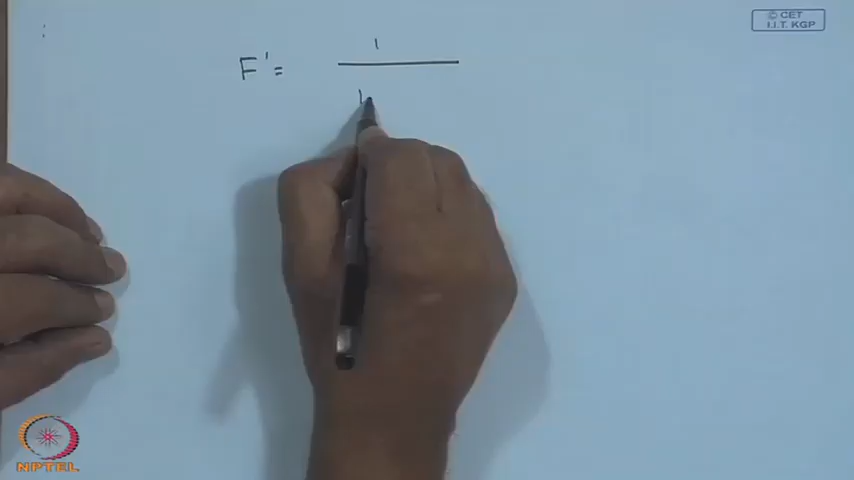 © CET
I.I.T. KGP
F' = 1
NPTEL